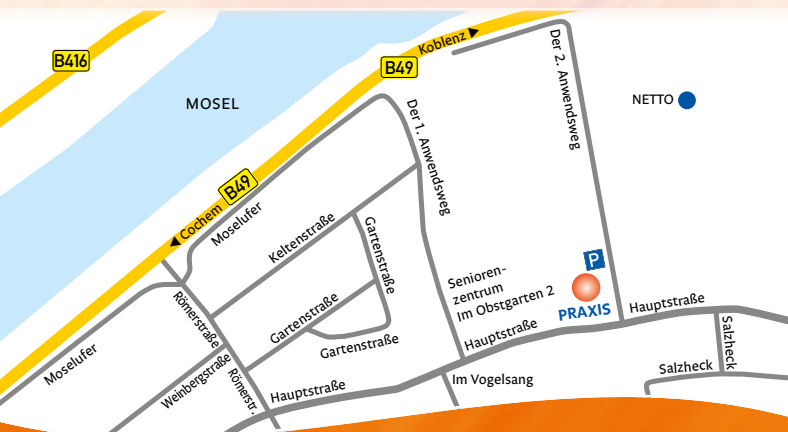 B416
Koblenz ▶
B49
Der 2. Anwendsweg
MOSEL
NETTO
Der 1. Anwendsweg
B49
◀ Cochem
Moselufer
Keltenstraße
Gartenstraße
Senioren-
zentrum
Im Obstgarten 2
P
PRAXIS
Hauptstraße
Römerstraße
Gartenstraße
Gartenstraße
Hauptstraße
Salzheck
Moselufer
Weinbergstraße
Römerstr.
Hauptstraße
Im Vogelsang
Salzheck